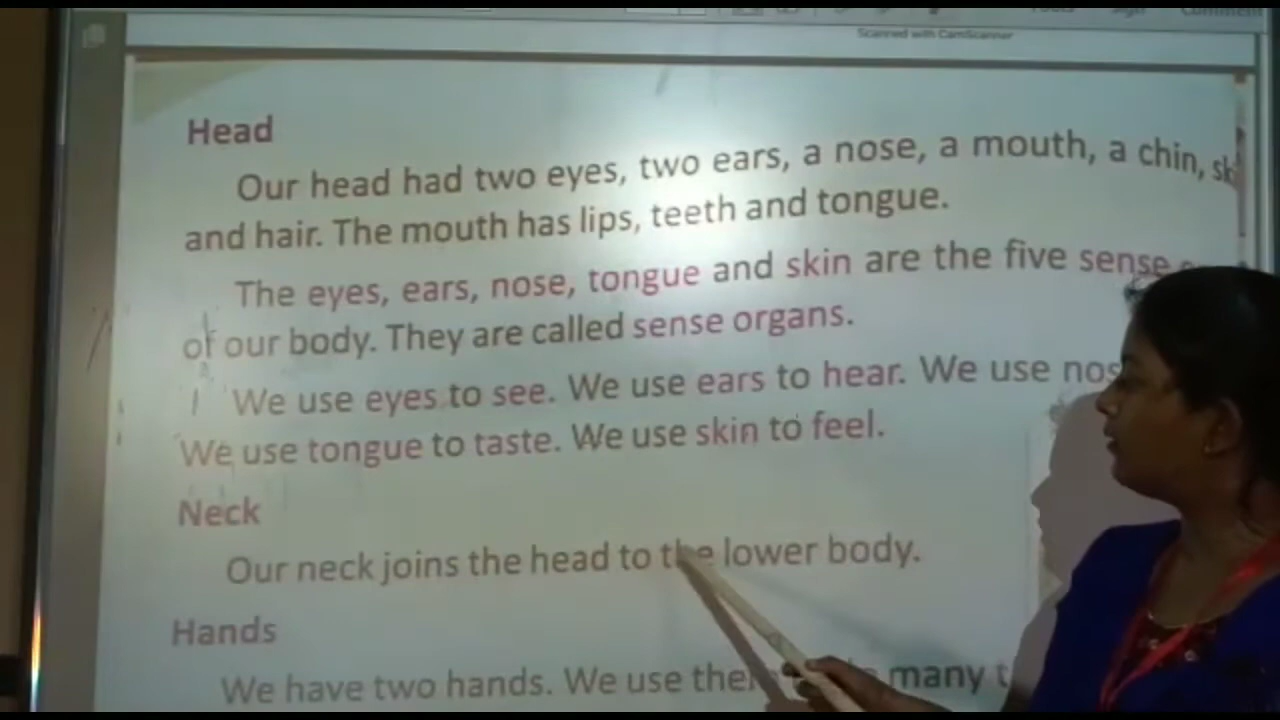 Scanned with CamScanner
Head
Our head had two eyes, two ears, a nose, a mouth, a chin,
and hair. The mouth has lips, teeth and tongue.
The eyes, ears, nose, tongue and skin are the five sense
of our body. They are called sense organs.
We use eyes to see. We use ears to hear. We use
We use tongue to taste. We use skin to feel.
Neck
Our neck joins the head to the lower body.
Hands
We have two hands. We use many